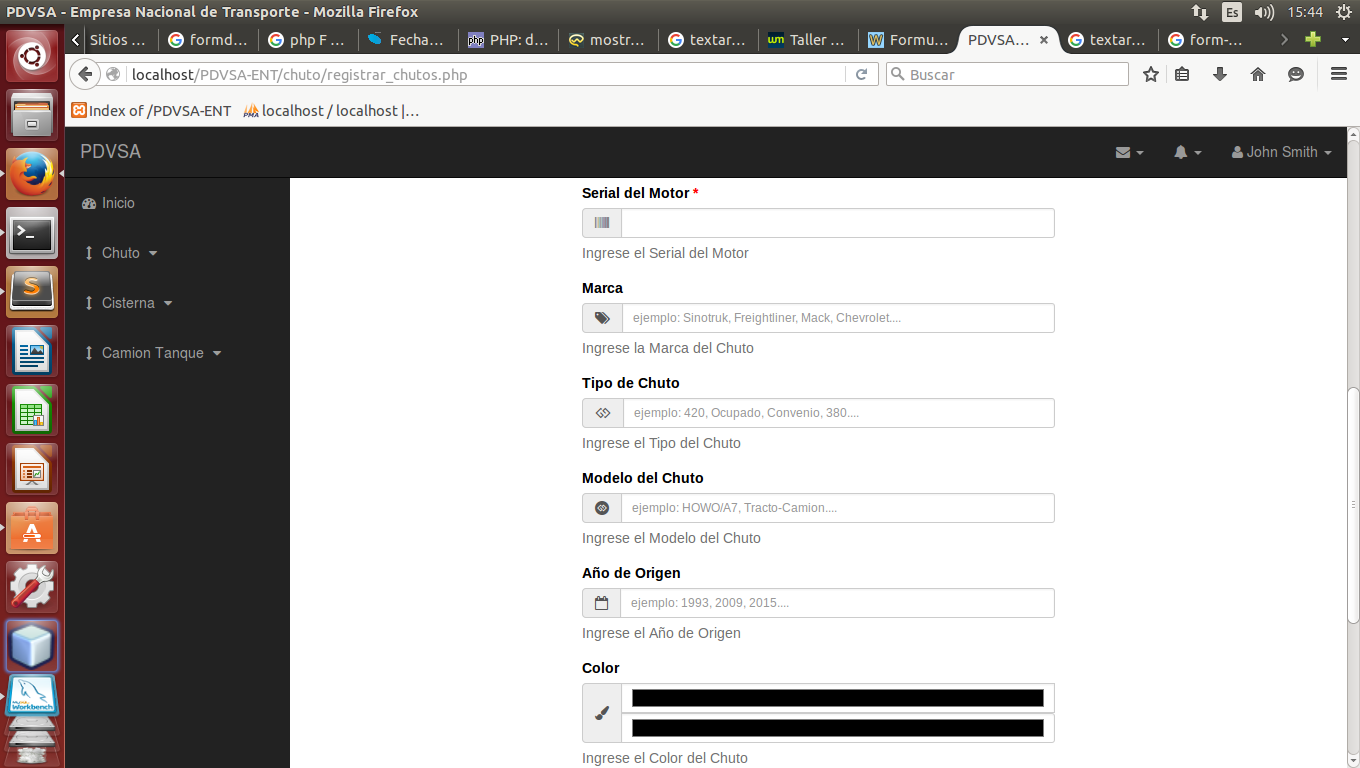 PDVSA - Empresa Nacional de Transporte - Mozilla Firefox
Es
15:44
Sitios ...
formd...
php F ...
Fecha...
php
PHP: d...
mostr...
textar...
wm
Taller ...
W
Formu...
PDVSA...
textar...
form-...
localhost/PDVSA-ENT/chuto/registrar_chutos.php
Buscar
Index of /PDVSA-ENT
PMA
localhost / localhost |...
PDVSA
John Smith
Inicio
Chuto
Cisterna
Camion Tanque
Serial del Motor *
Ingrese el Serial del Motor
Marca
ejemplo: Sinotruk, Freightliner, Mack, Chevrolet....
Ingrese la Marca del Chuto
Tipo de Chuto
ejemplo: 420, Ocupado, Convenio, 380....
Ingrese el Tipo del Chuto
Modelo del Chuto
ejemplo: HOWO/A7, Tracto-Camion....
Ingrese el Modelo del Chuto
Año de Origen
ejemplo: 1993, 2009, 2015....
Ingrese el Año de Origen
Color
Ingrese el Color del Chuto
Workbench